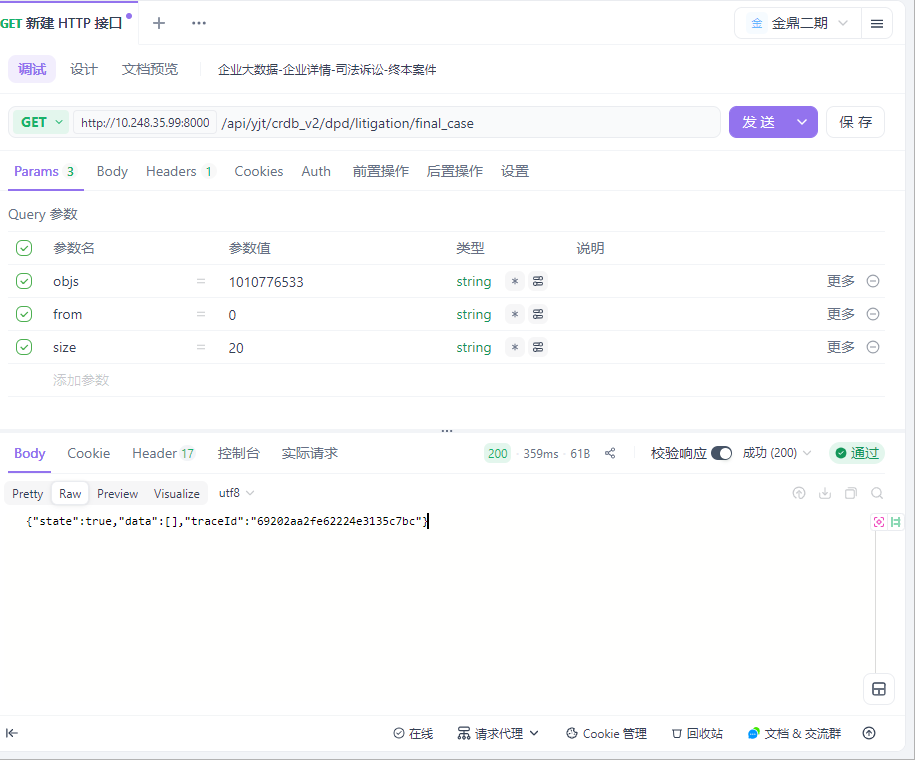 GET 新建 HTTP 接口
金 金鼎二期
调试 设计 文档预览 企业大数据-企业详情-司法诉讼-终本案件
GET http://10.248.35.99:8000 /api/yjt/crdb_v2/dpd/litigation/final_case 发 送 保 存
Params 3 Body Headers 1 Cookies Auth 前置操作 后置操作 设置
Query 参数
参数名 参数值 类型 说明
objs = 1010776533 string * 更多
from = 0 string * 更多
size = 20 string * 更多
添加参数
Body Cookie Header 17 控制台 实际请求 200 · 359ms · 61B 校验响应 成功 (200) 通过
Pretty Raw Preview Visualize utf8
{"state":true,"data":[],"traceId":"69202aa2fe62224e3135c7bc"}
在线 请求代理 Cookie 管理 回收站 文档 & 交流群